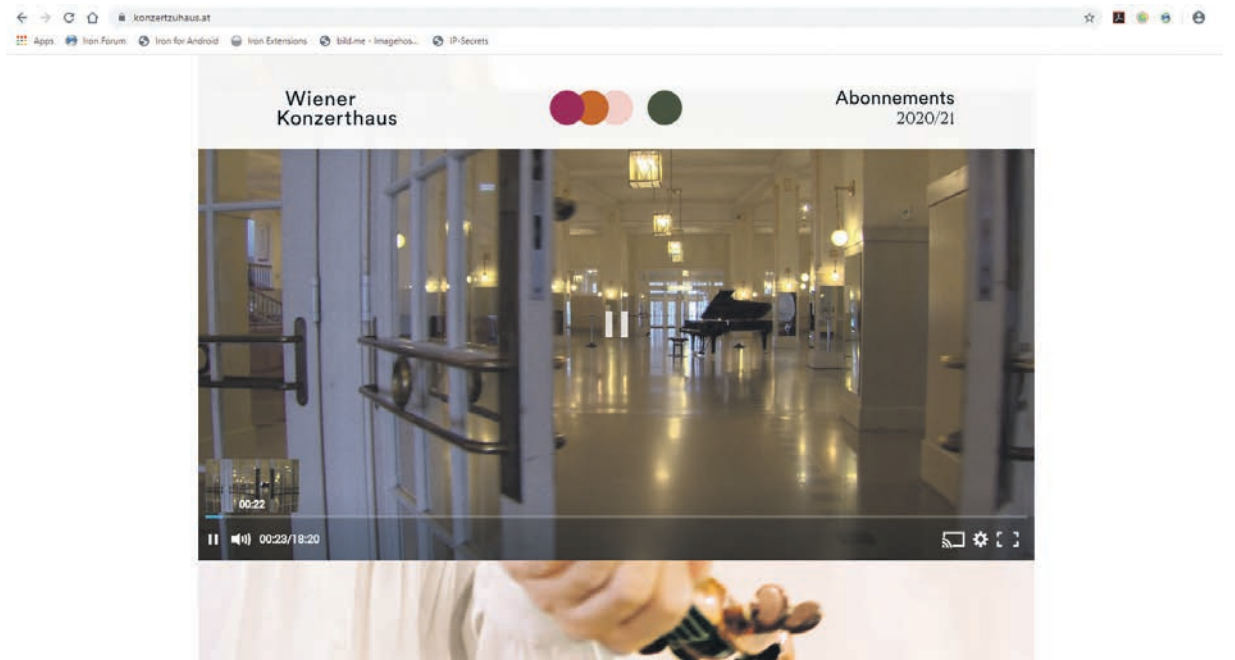 konzertzuhaus.at
Apps Iron Forum Iron for Android Iron Extensions bild.me - Imagehos... IP-Secrets
Wiener
Konzerthaus
Abonnements
2020/21
00:22
00:23/18:20